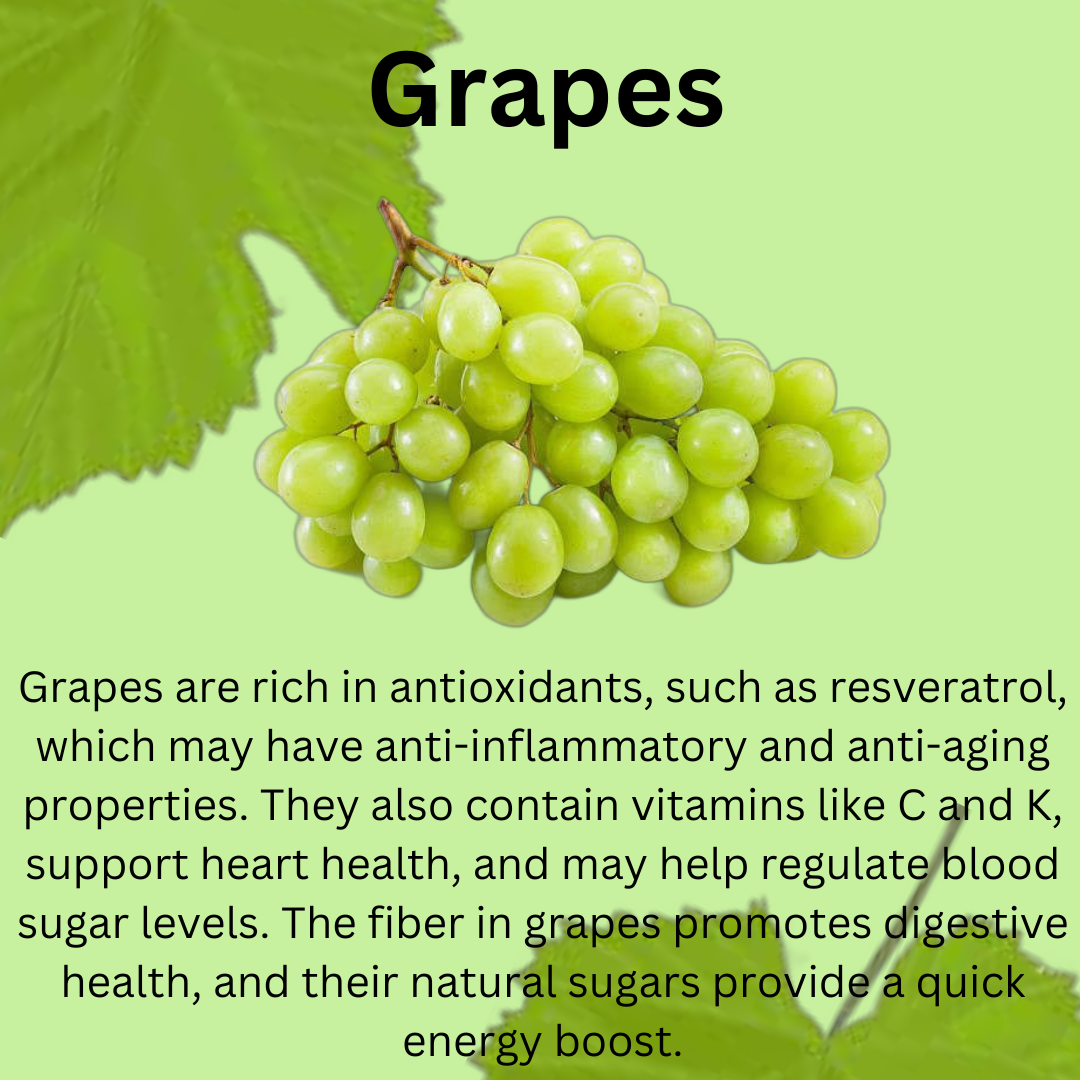 Grapes
Grapes are rich in antioxidants, such as resveratrol,
which may have anti-inflammatory and anti-aging
properties. They also contain vitamins like C and K,
support heart health, and may help regulate blood
sugar levels. The fiber in grapes promotes digestive
health, and their natural sugars provide a quick
energy boost.